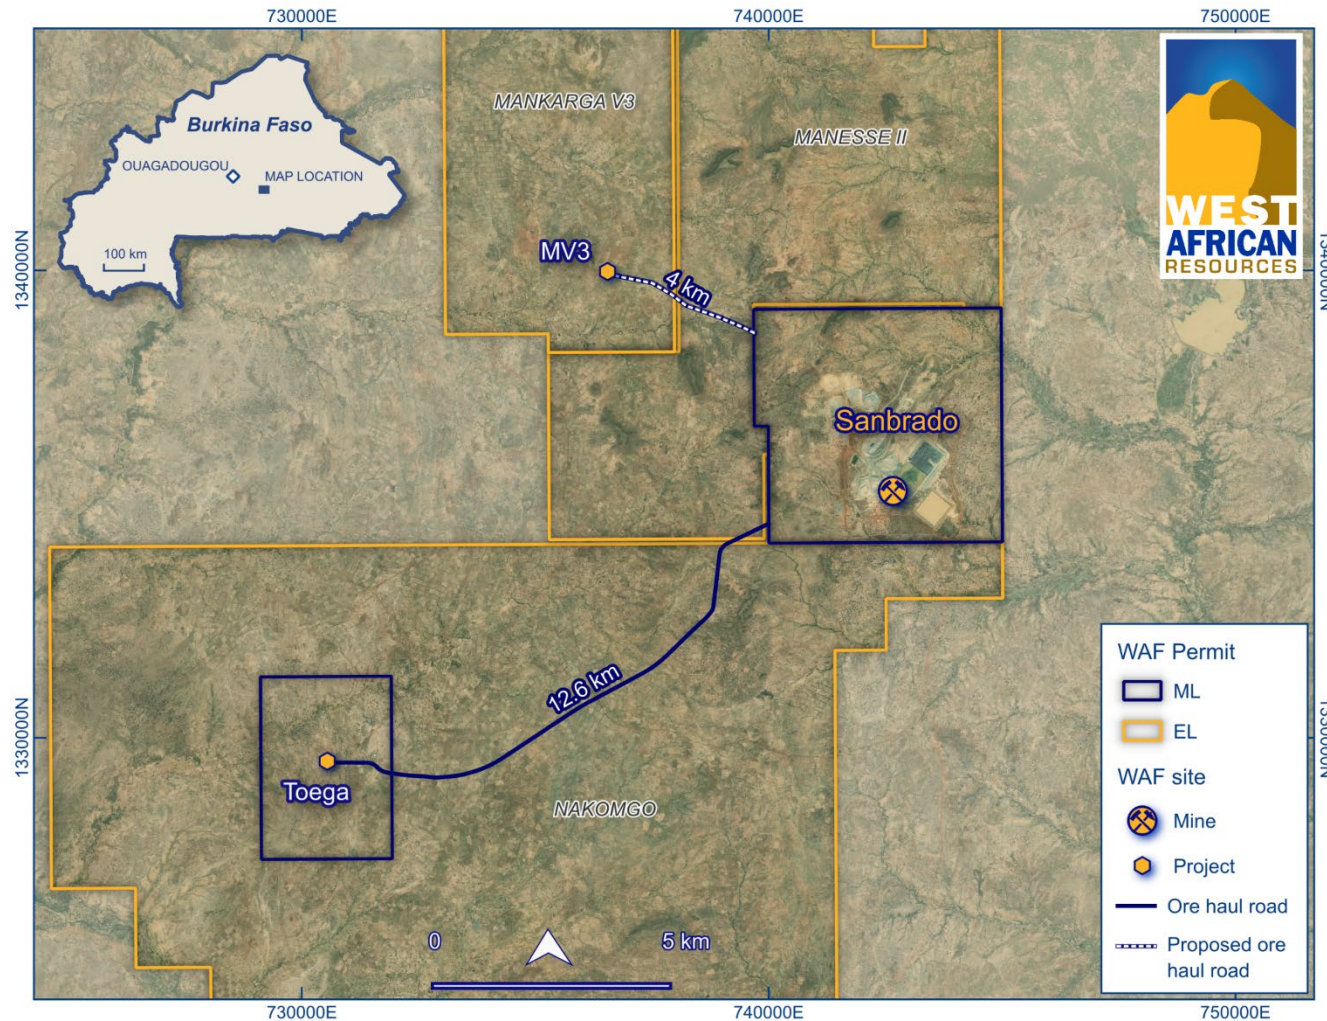 730000E
740000E
750000E
MANKARGA V3
MANESSE II
Burkina Faso
OUAGADOUGOU
MAP LOCATION
100 km
WEST
AFRICAN
RESOURCES
1340000N
1340000N
MV3
4 km
Sanbrado
12.6 km
1330000N
1330000N
Toega
NAKOMGO
0
5 km
WAF Permit
ML
EL
WAF site
Mine
Project
Ore haul road
Proposed ore
haul road
730000E
740000E
750000E